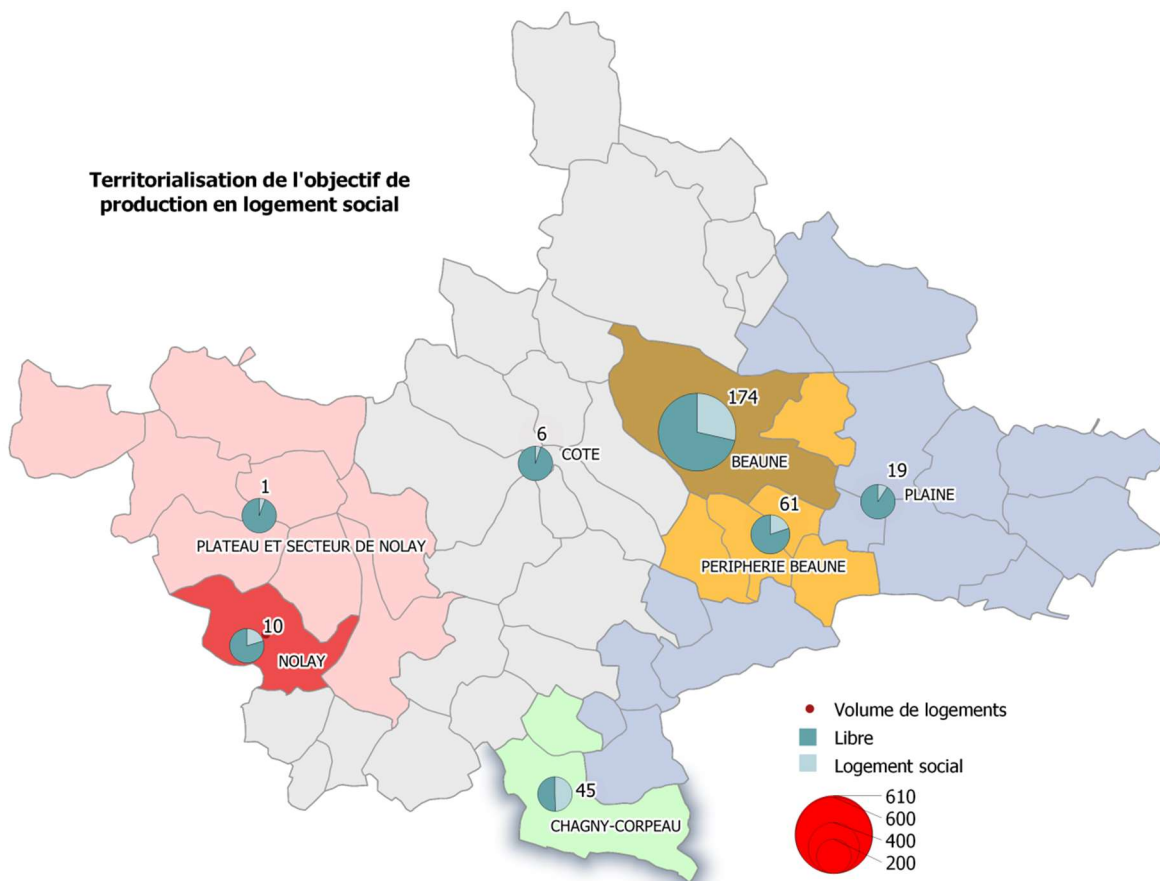 Territorialisation de l'objectif de
production en logement social
174
BEAUNE
6
COTE
19
PLAINE
1
PLATEAU ET SECTEUR DE NOLAY
61
PERIPHERIE BEAUNE
10
NOLAY
45
CHAGNY-CORPEAU
Volume de logements
Libre
Logement social
610
600
400
200